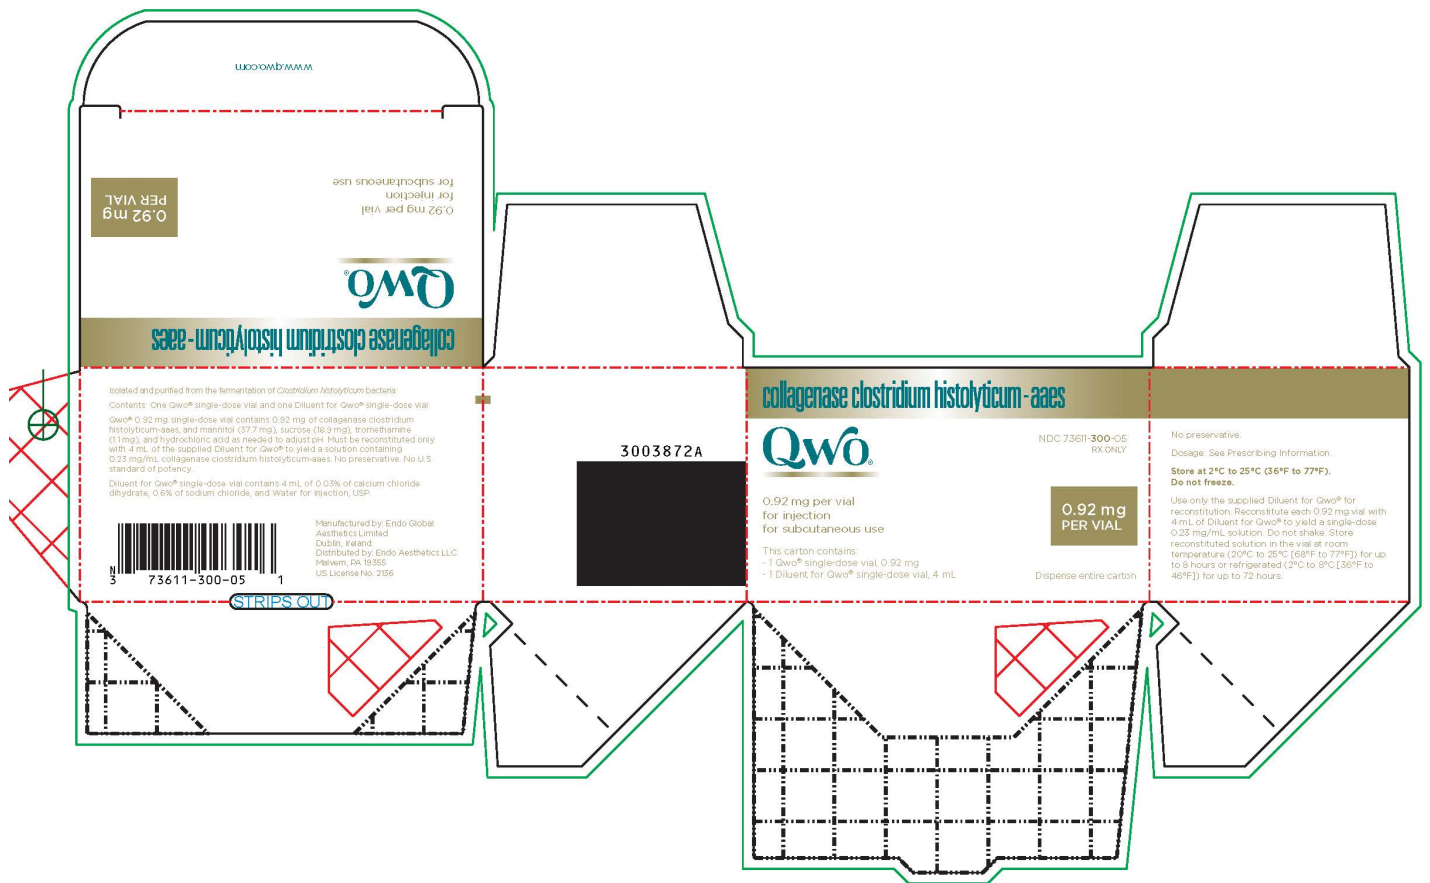 www.qwo.com
0.92 mg
PER VIAL
0.92 mg per vial
for injection
for subcutaneous use
Qwo®
collagenase clostridium histolyticum - aaes
Isolated and purified from the fermentation of Clostridium histolyticum bacteria
Contents: One Qwo® single-dose vial and one Diluent for Qwo® single-dose vial
Qwo® 0.92 mg single-dose vial contains 0.92 mg of collagenase clostridium
histolyticum-aaes, and mannitol (37.7 mg), sucrose (18.9 mg), tromethamine
(1.1 mg), and hydrochloric acid as needed to adjust pH. Must be reconstituted only
with 4 mL of the supplied Diluent for Qwo® to yield a solution containing
0.23 mg/mL collagenase clostridium histolyticum-aaes. No preservative. No U.S.
standard of potency.
Diluent for Qwo® single-dose vial contains 4 mL of 0.03% of calcium chloride
dihydrate, 0.6% of sodium chloride, and Water for Injection, USP.
Manufactured by: Endo Global
Aesthetics Limited
Dublin, Ireland
Distributed by: Endo Aesthetics LLC
Malvern, PA 19355
US License No. 2136
N
3 73611-300-05 1
STRIPS OUT
3003872A
collagenase clostridium histolyticum - aaes
Qwo®
NDC 73611-300-05
RX ONLY
0.92 mg per vial
for injection
for subcutaneous use
0.92 mg
PER VIAL
This carton contains:
- 1 Qwo® single-dose vial, 0.92 mg
- 1 Diluent for Qwo® single-dose vial, 4 mL
Dispense entire carton
No preservative.
Dosage: See Prescribing Information.
Store at 2°C to 25°C (36°F to 77°F).
Do not freeze.
Use only the supplied Diluent for Qwo® for
reconstitution. Reconstitute each 0.92 mg vial with
4 mL of Diluent for Qwo® to yield a single-dose
0.23 mg/mL solution. Do not shake. Store
reconstituted solution in the vial at room
temperature (20°C to 25°C [68°F to 77°F]) for up
to 8 hours or refrigerated (2°C to 8°C [36°F to
46°F]) for up to 72 hours.